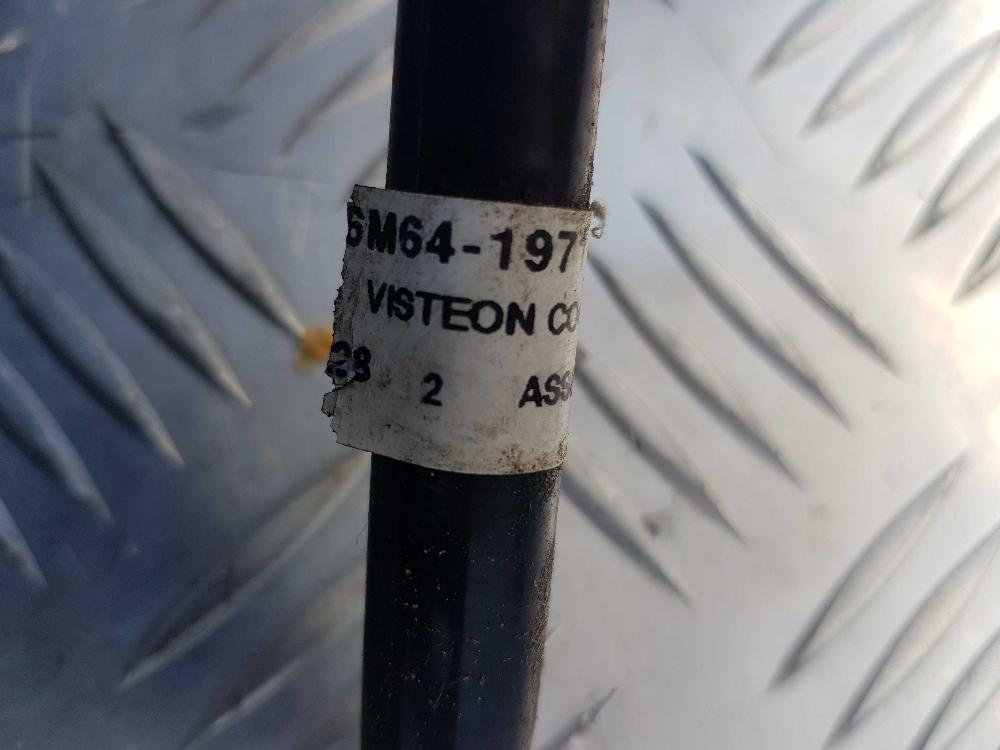 6M64-197
VISTEON CO
28 2 ASS